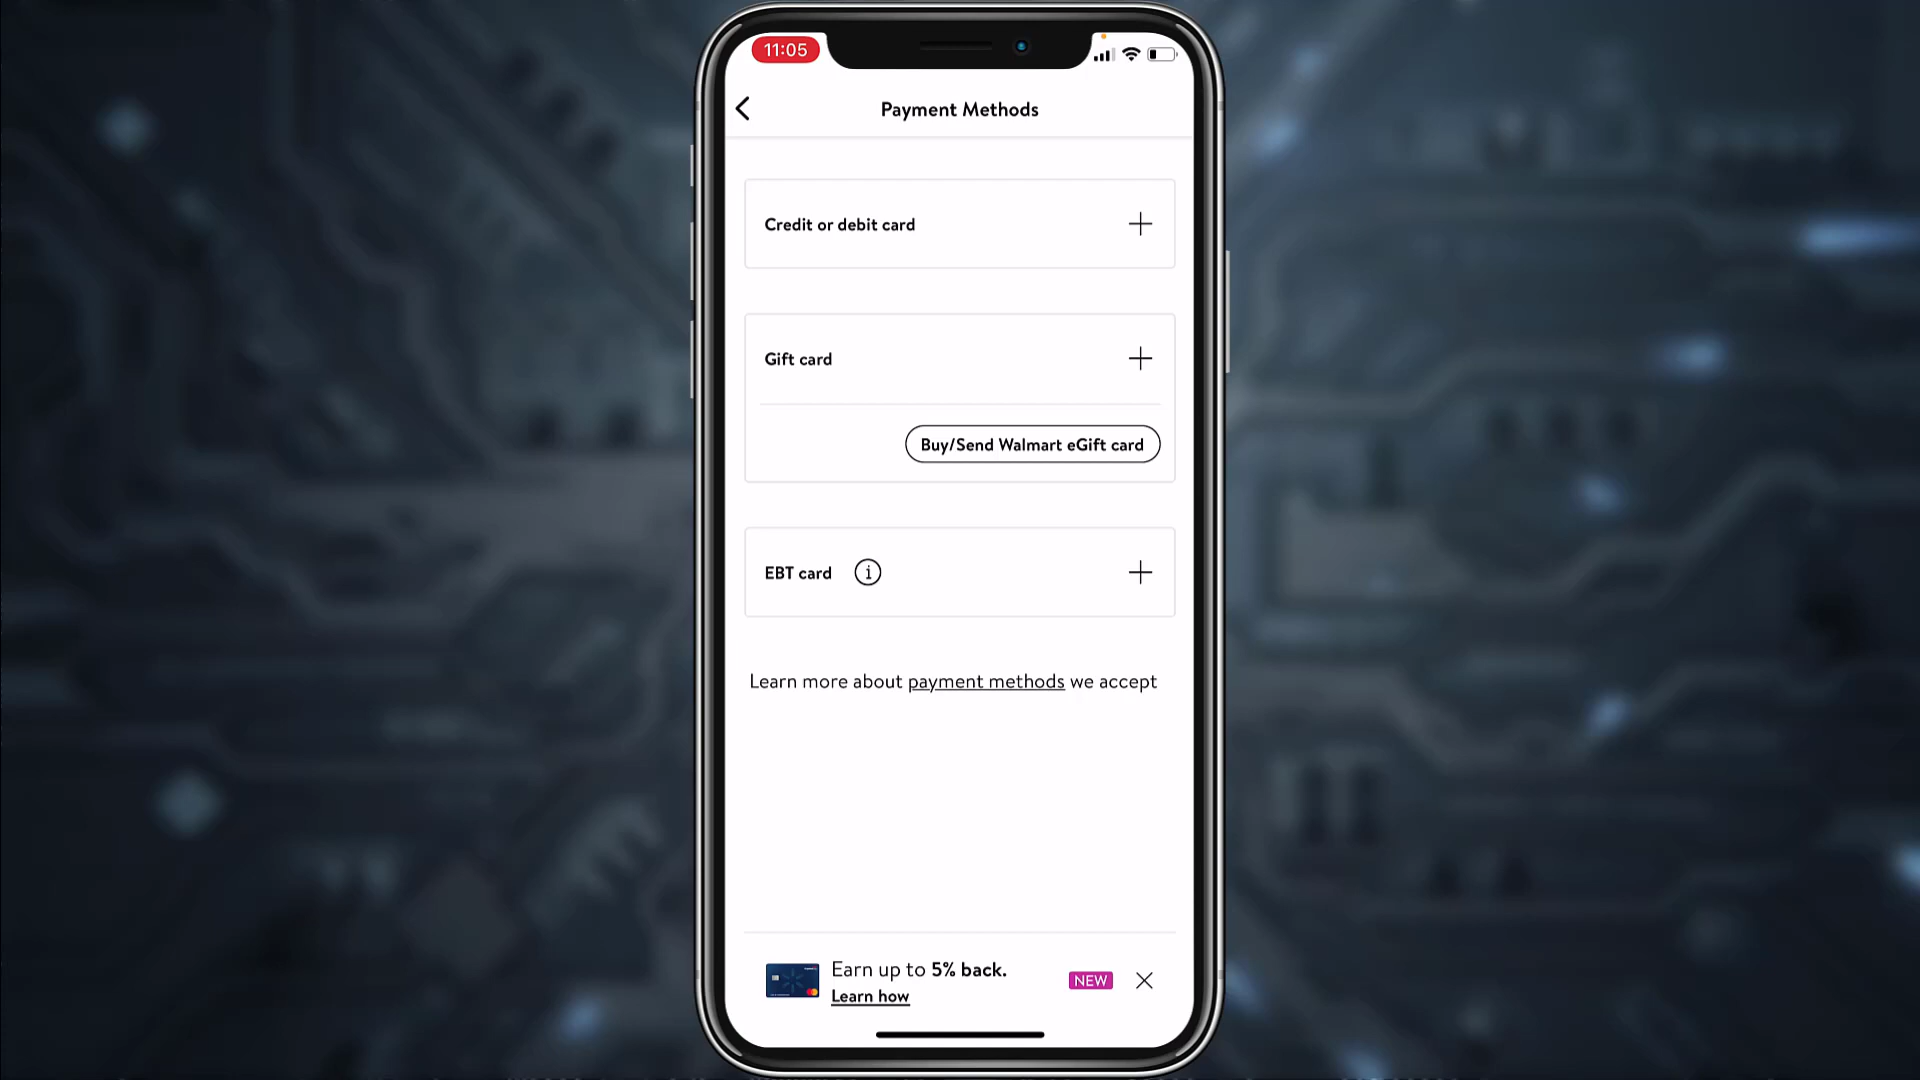 11:05
Payment Methods
Credit or debit card
Gift card
Buy/Send Walmart eGift card
EBT card
Learn more about payment methods we accept
Earn up to 5% back.
NEW
Learn how